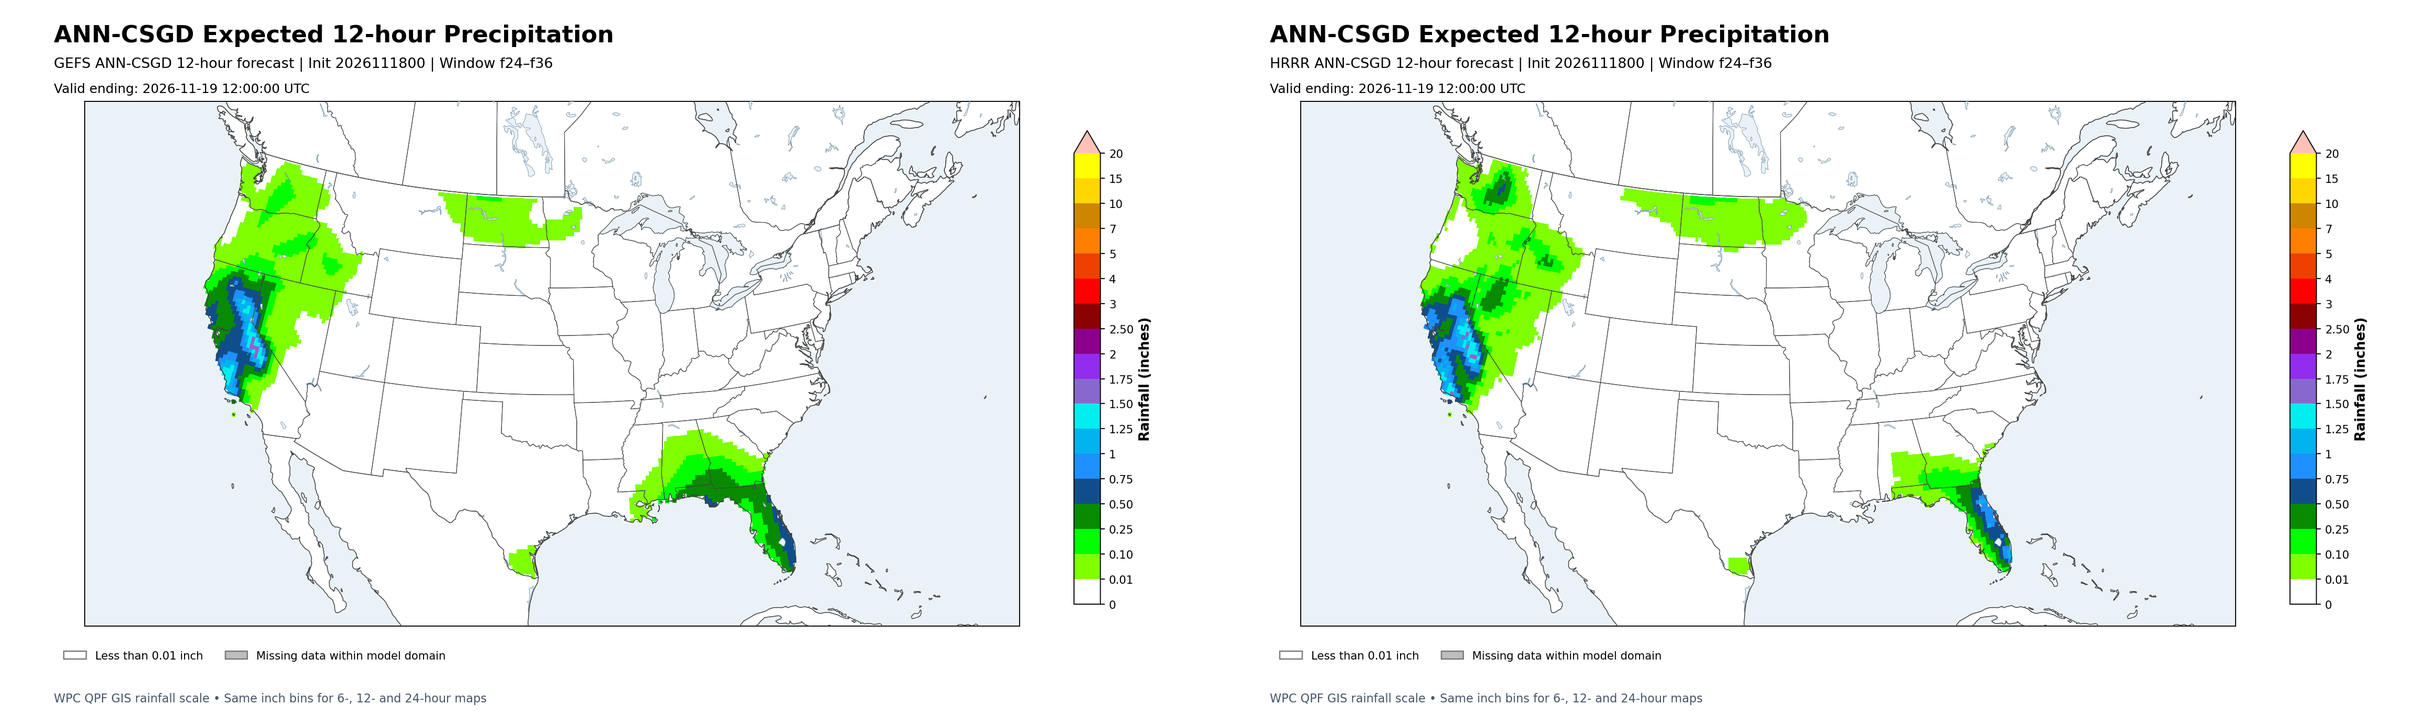 ANN-CSGD Expected 12-hour Precipitation
GEFS ANN-CSGD 12-hour forecast | Init 2026111800 | Window f24–f36
Valid ending: 2026-11-19 12:00:00 UTC
20
15
10
7
5
4
3
2.50
2
1.75
1.50
1.25
1
0.75
0.50
0.25
0.10
0.01
0
Rainfall (inches)
Less than 0.01 inch
Missing data within model domain
WPC QPF GIS rainfall scale • Same inch bins for 6-, 12- and 24-hour maps
ANN-CSGD Expected 12-hour Precipitation
HRRR ANN-CSGD 12-hour forecast | Init 2026111800 | Window f24–f36
Valid ending: 2026-11-19 12:00:00 UTC
20
15
10
7
5
4
3
2.50
2
1.75
1.50
1.25
1
0.75
0.50
0.25
0.10
0.01
0
Rainfall (inches)
Less than 0.01 inch
Missing data within model domain
WPC QPF GIS rainfall scale • Same inch bins for 6-, 12- and 24-hour maps